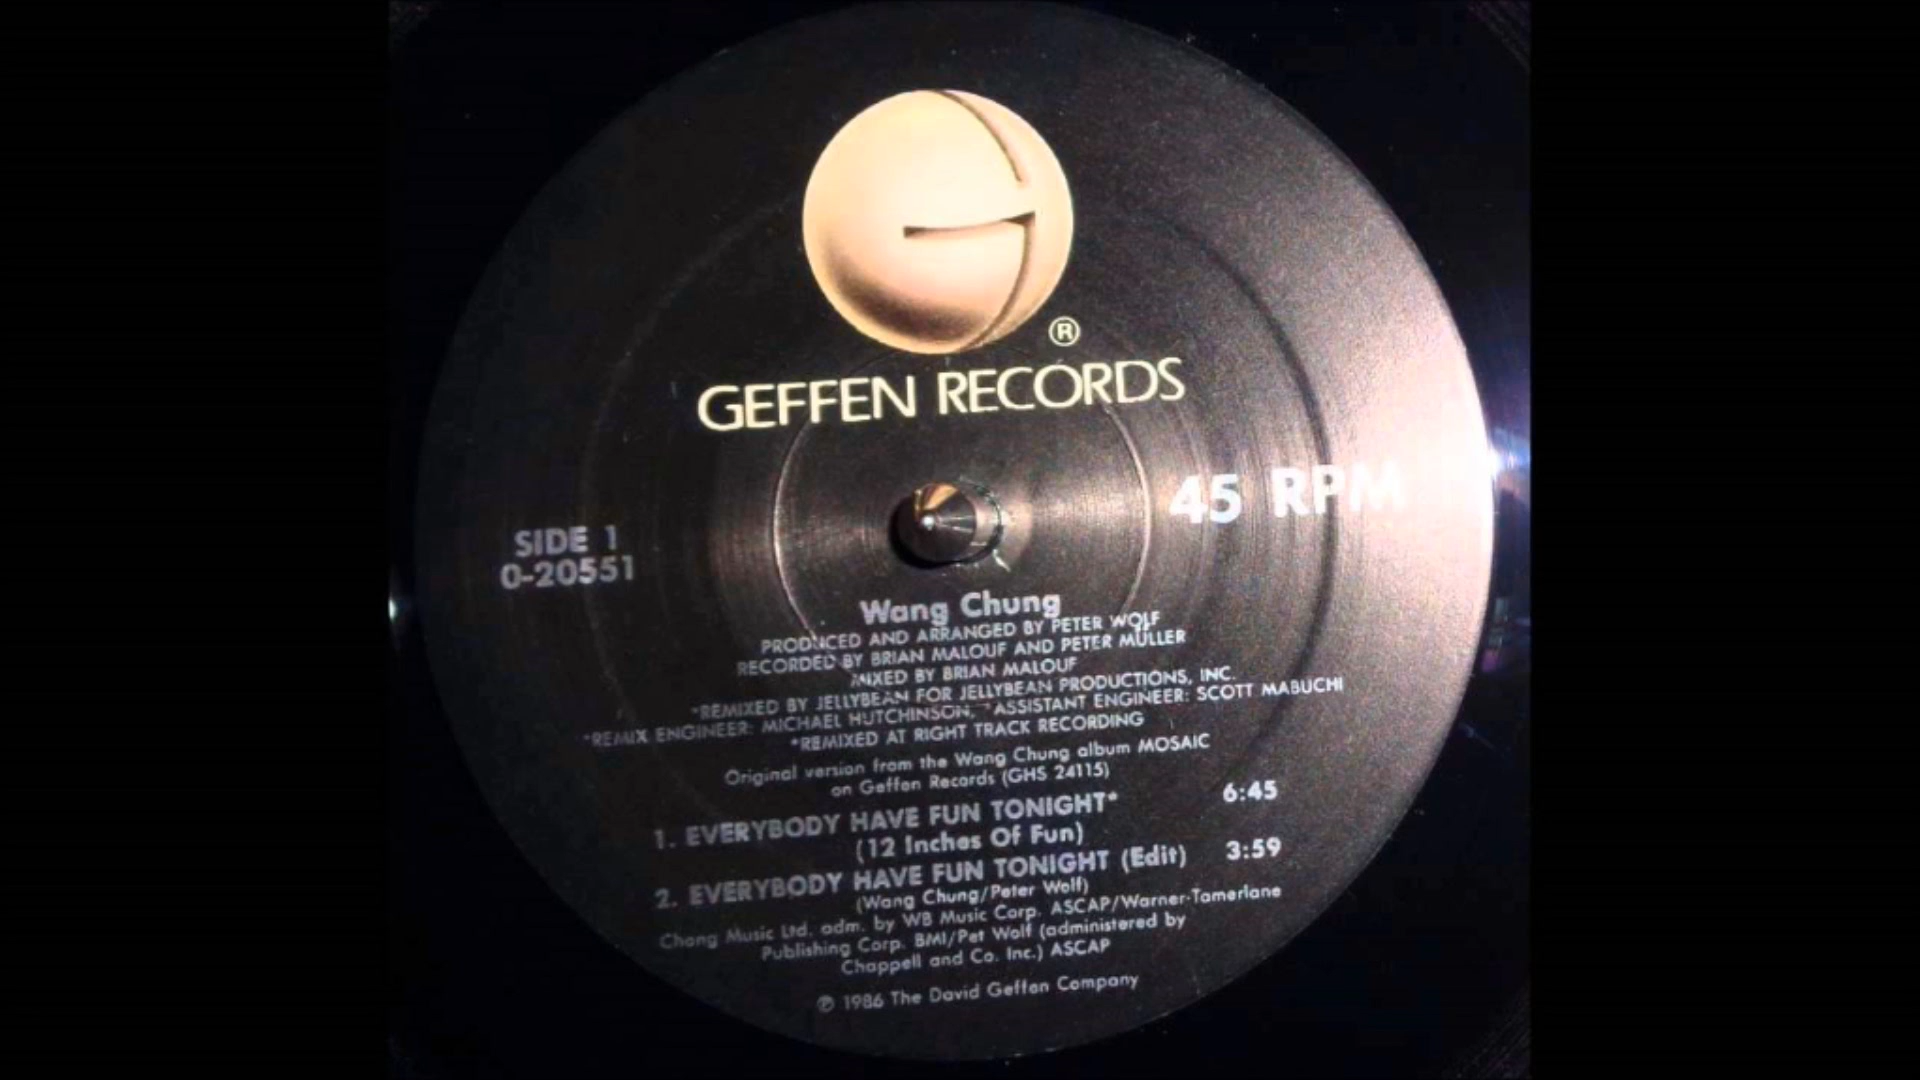 ®
GEFFEN RECORDS
45 RPM
SIDE 1
0-20551
Wang Chung
PRODUCED AND ARRANGED BY PETER WOLF
RECORDED BY BRIAN MALOUF AND PETER MÜLLER
MIXED BY BRIAN MALOUF
*REMIXED BY JELLYBEAN FOR JELLYBEAN PRODUCTIONS, INC.
*REMIX ENGINEER: MICHAEL HUTCHINSON, *ASSISTANT ENGINEER: SCOTT MABUCHI
*REMIXED AT RIGHT TRACK RECORDING
Original version from the Wang Chung album MOSAIC
on Geffen Records (GHS 24115)
1. EVERYBODY HAVE FUN TONIGHT* 6:45
(12 Inches Of Fun)
2. EVERYBODY HAVE FUN TONIGHT (Edit) 3:59
(Wang Chung/Peter Wolf)
Chong Music Ltd. adm. by WB Music Corp. ASCAP/Warner-Tamerlane
Publishing Corp. BMI/Pet Wolf (administered by
Chappell and Co. Inc.) ASCAP
℗ 1986 The David Geffen Company